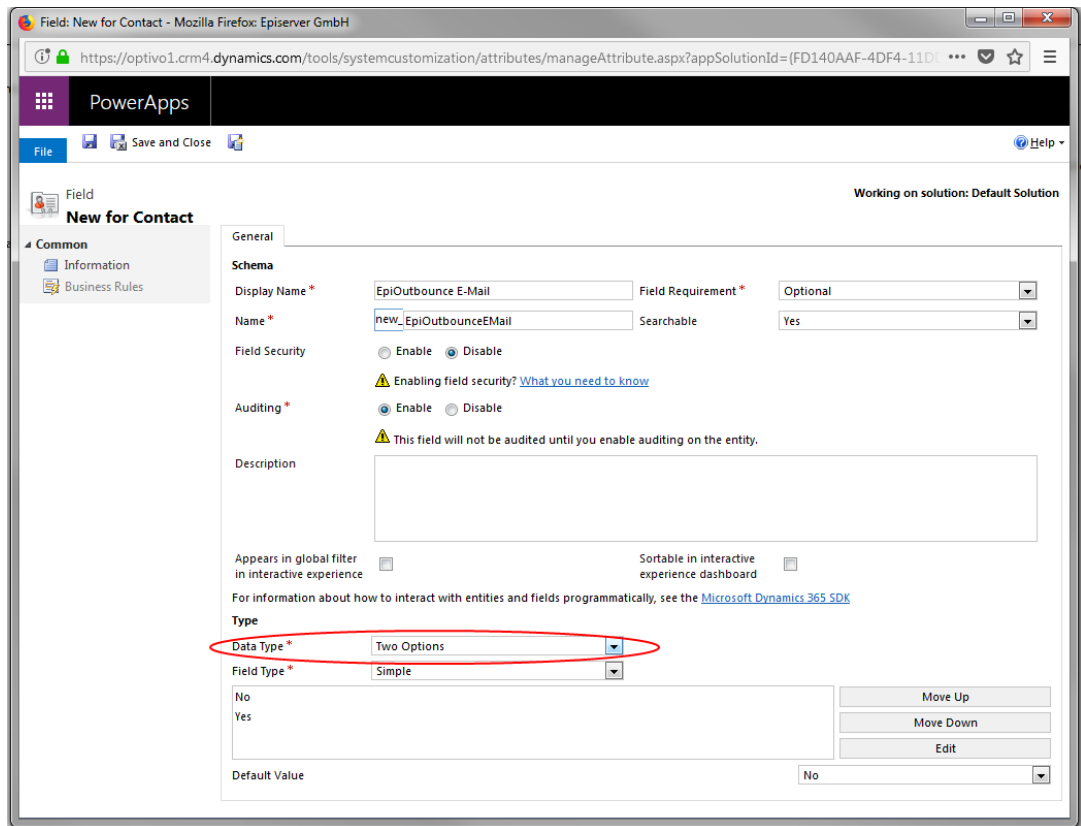 Field: New for Contact - Mozilla Firefox: Episerver GmbH
https://optivo1.crm4.dynamics.com/tools/systemcustomization/attributes/manageAttribute.aspx?appSolutionId={FD140AAF-4DF4-11D
PowerApps
File Save and Close Help
Field
New for Contact
Working on solution: Default Solution
Common
Information
Business Rules
General
Schema
Display Name * EpiOutbounce E-Mail Field Requirement * Optional
Name * new_ EpiOutbounceEMail Searchable Yes
Field Security Enable Disable
Enabling field security? What you need to know
Auditing * Enable Disable
This field will not be audited until you enable auditing on the entity.
Description
Appears in global filter
in interactive experience
Sortable in interactive
experience dashboard
For information about how to interact with entities and fields programmatically, see the Microsoft Dynamics 365 SDK
Type
Data Type * Two Options
Field Type * Simple
No
Yes
Move Up
Move Down
Edit
Default Value No